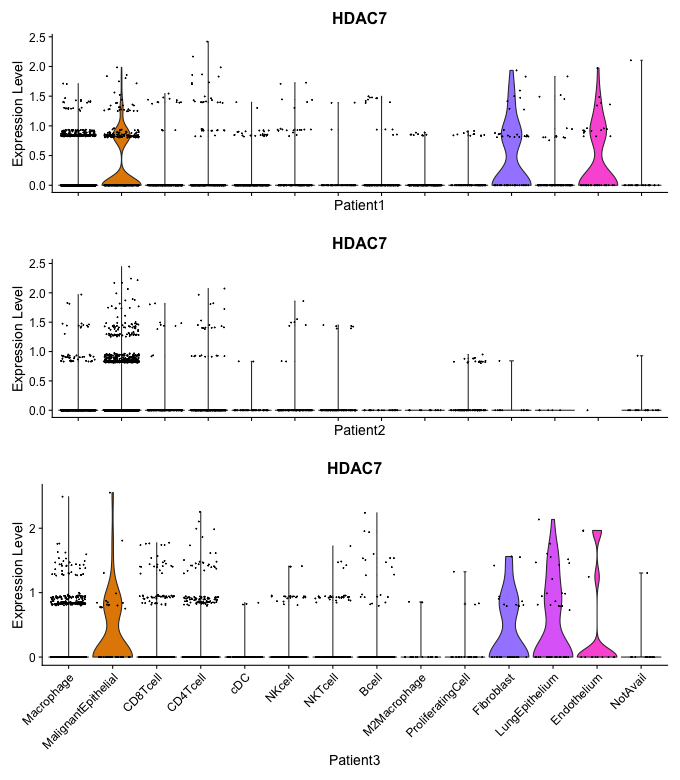 HDAC7
Expression Level
2.5
2.0
1.5
1.0
0.5
0.0
Patient1
HDAC7
Expression Level
2.5
2.0
1.5
1.0
0.5
0.0
Patient2
HDAC7
Expression Level
2
1
0
Macrophage
MalignantEpithelial
CD8Tcell
CD4Tcell
cDC
NKcell
NKTcell
Bcell
M2Macrophage
ProliferatingCell
Fibroblast
LungEpithelium
Endothelium
NotAvail
Patient3